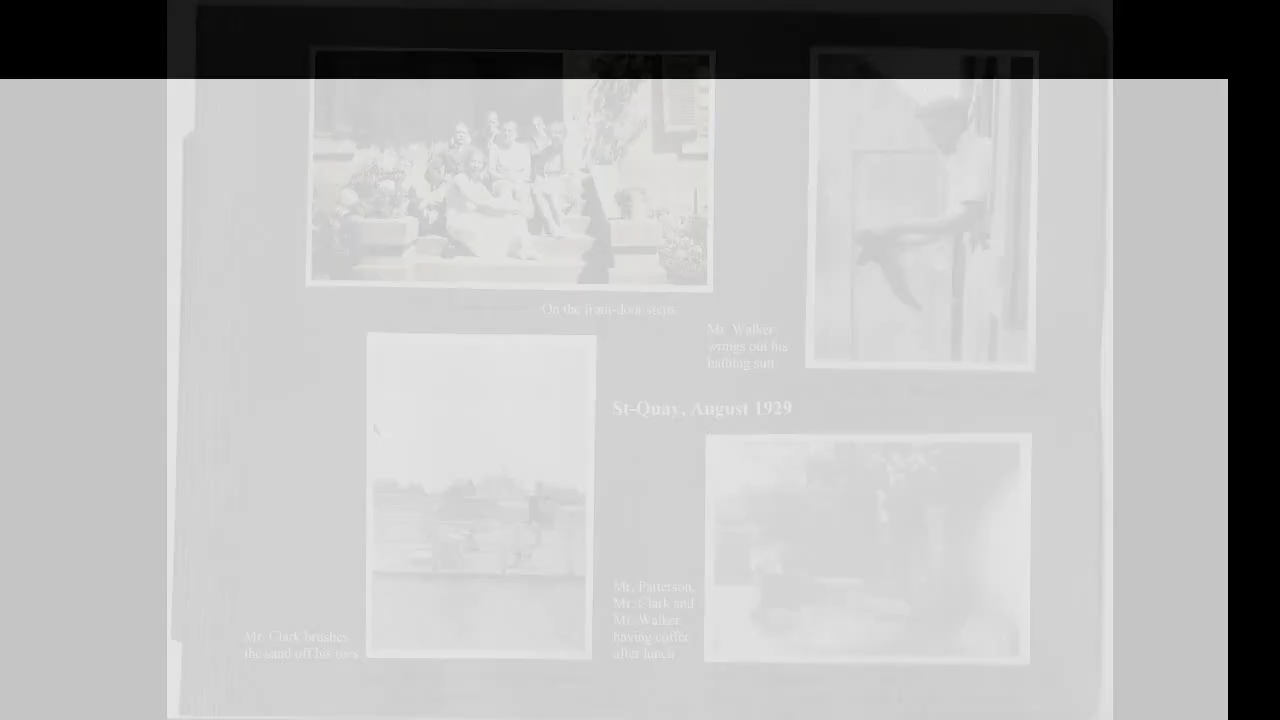 On the front-door steps
Mr. Walker
wrings out his
bathing suit
St-Quay, August 1929
Mr. Patterson,
Mr. Clark and
Mr. Walker
having coffee
after lunch
Mr. Clark brushes
the sand off his toes